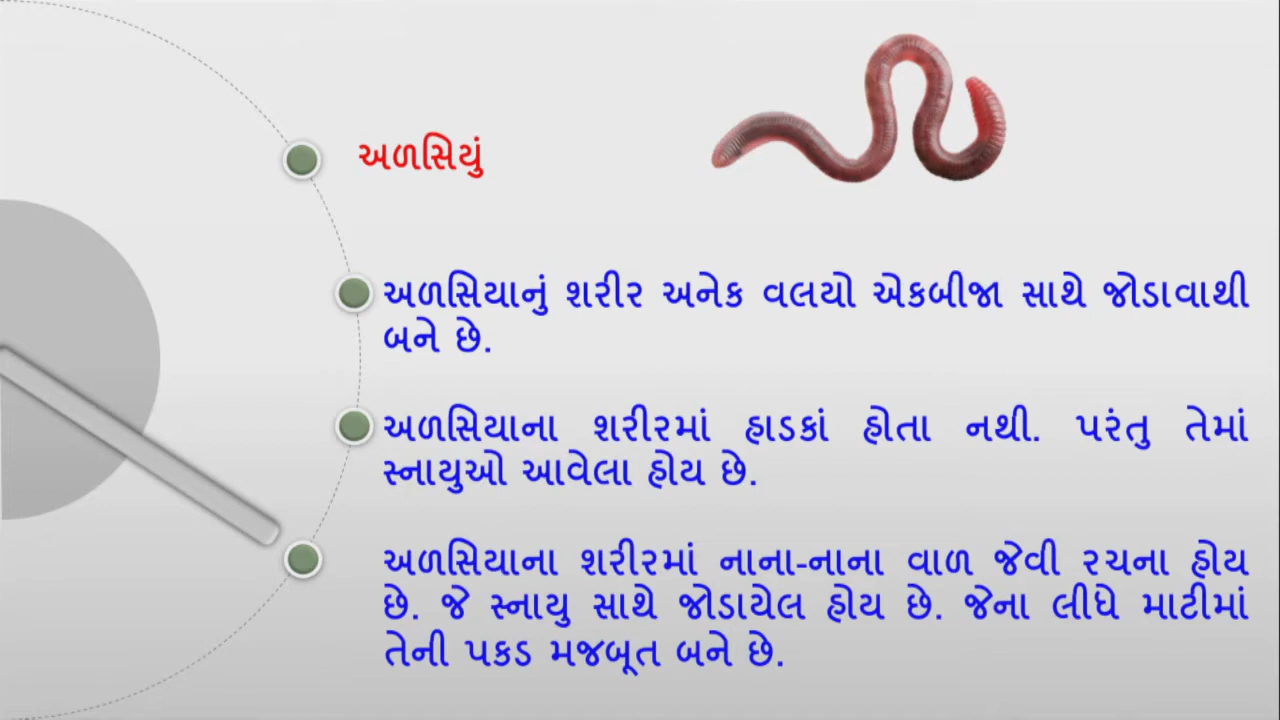 અળસિયું
અળસિયાનું શરીર અનેક વલયો એકબીજા સાથે જોડાવાથી
બને છે.
અળસિયાના શરીરમાં હાડકાં હોતા નથી. પરંતુ તેમાં
સ્નાયુઓ આવેલા હોય છે.
અળસિયાના શરીરમાં નાના-નાના વાળ જેવી રચના હોય
છે. જે સ્નાયુ સાથે જોડાયેલ હોય છે. જેના લીધે માટીમાં
તેની પકડ મજબૂત બને છે.